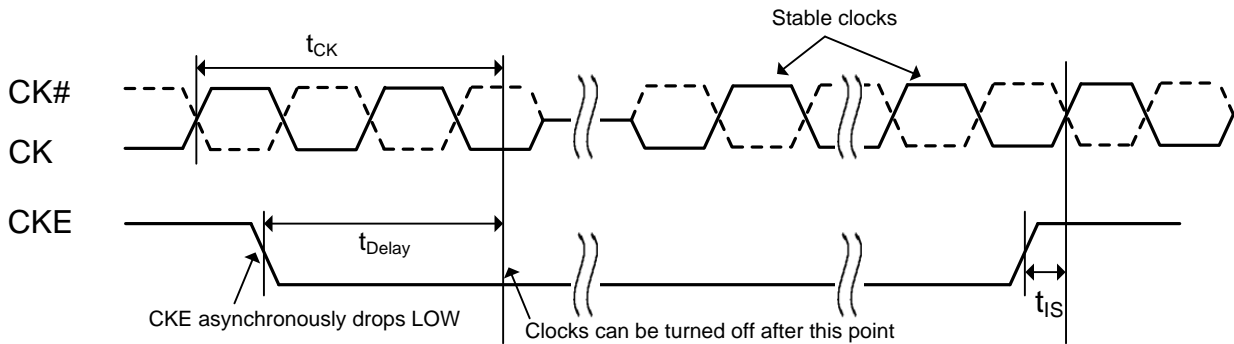 Stable clocks
tCK
CK#
CK
CKE
tDelay
tIS
CKE asynchronously drops LOW
Clocks can be turned off after this point